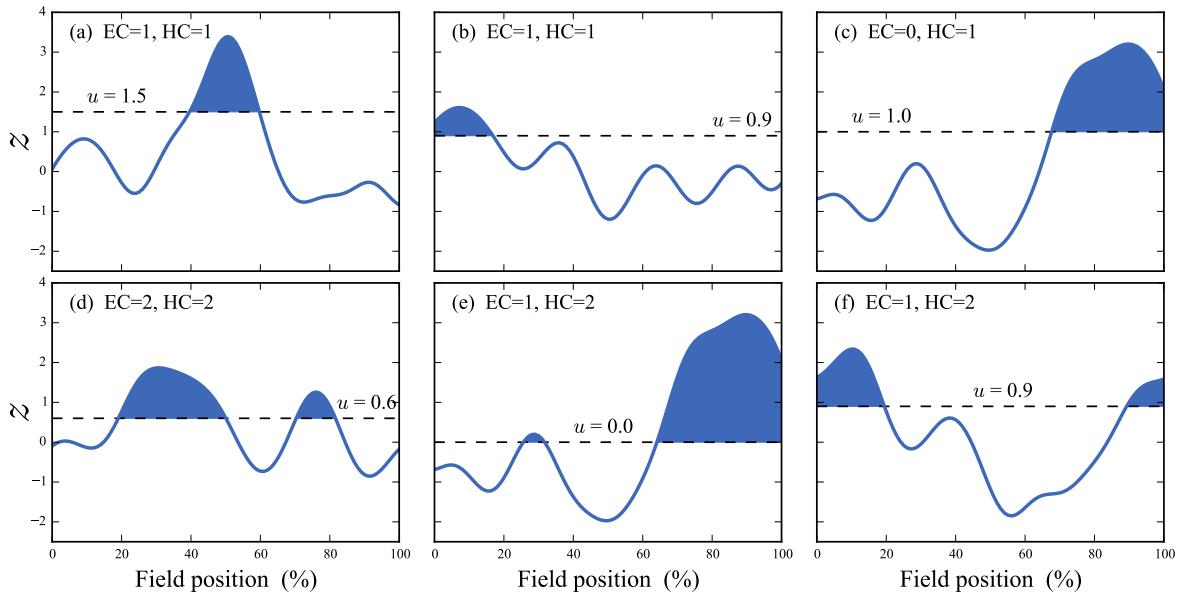 (a) EC=1, HC=1
(b) EC=1, HC=1
(c) EC=0, HC=1
4
3
2
1
0
−1
−2
𝒵
u = 1.5
u = 0.9
u = 1.0
(d) EC=2, HC=2
(e) EC=1, HC=2
(f) EC=1, HC=2
4
3
2
1
0
−1
−2
𝒵
u = 0.6
u = 0.0
u = 0.9
0 20 40 60 80 100
0 20 40 60 80 100
0 20 40 60 80 100
Field position (%)
Field position (%)
Field position (%)